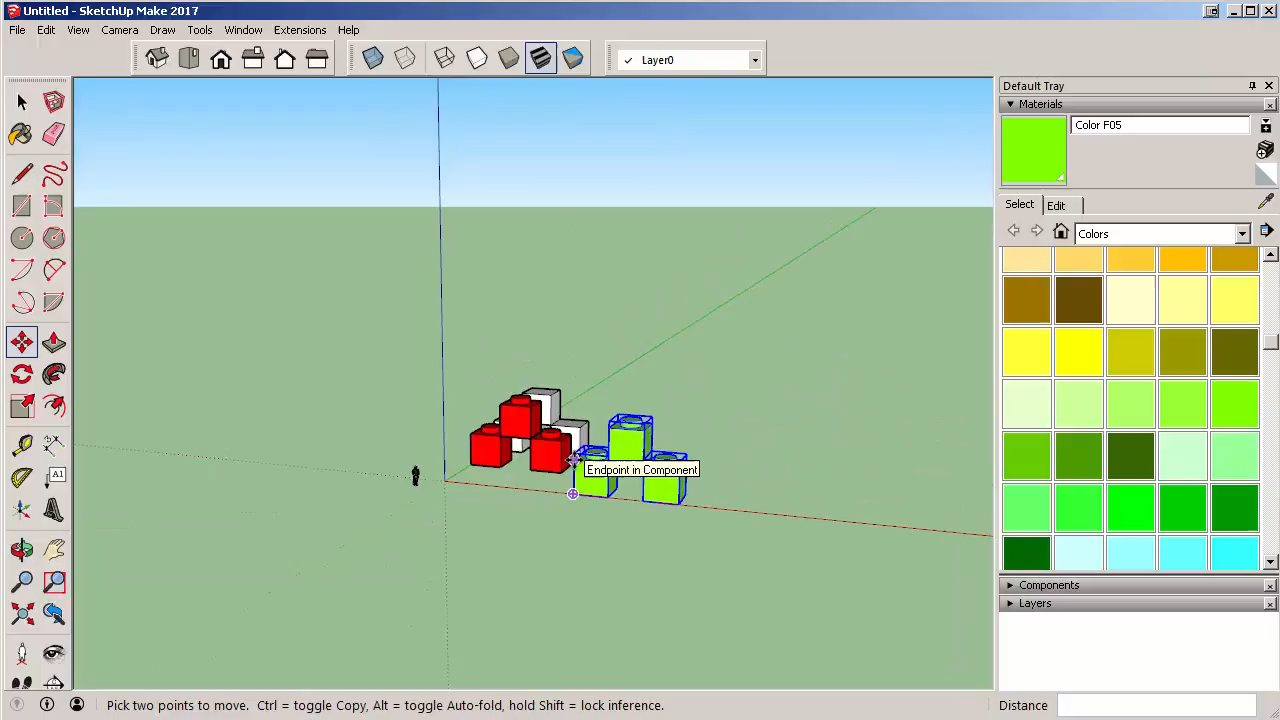 Untitled - SketchUp Make 2017
File Edit View Camera Draw Tools Window Extensions Help
Layer0
Default Tray
Materials
Color F05
Select Edit
Colors
A1
Endpoint in Component
Components
Layers
Pick two points to move. Ctrl = toggle Copy, Alt = toggle Auto-fold, hold Shift = lock inference.
Distance